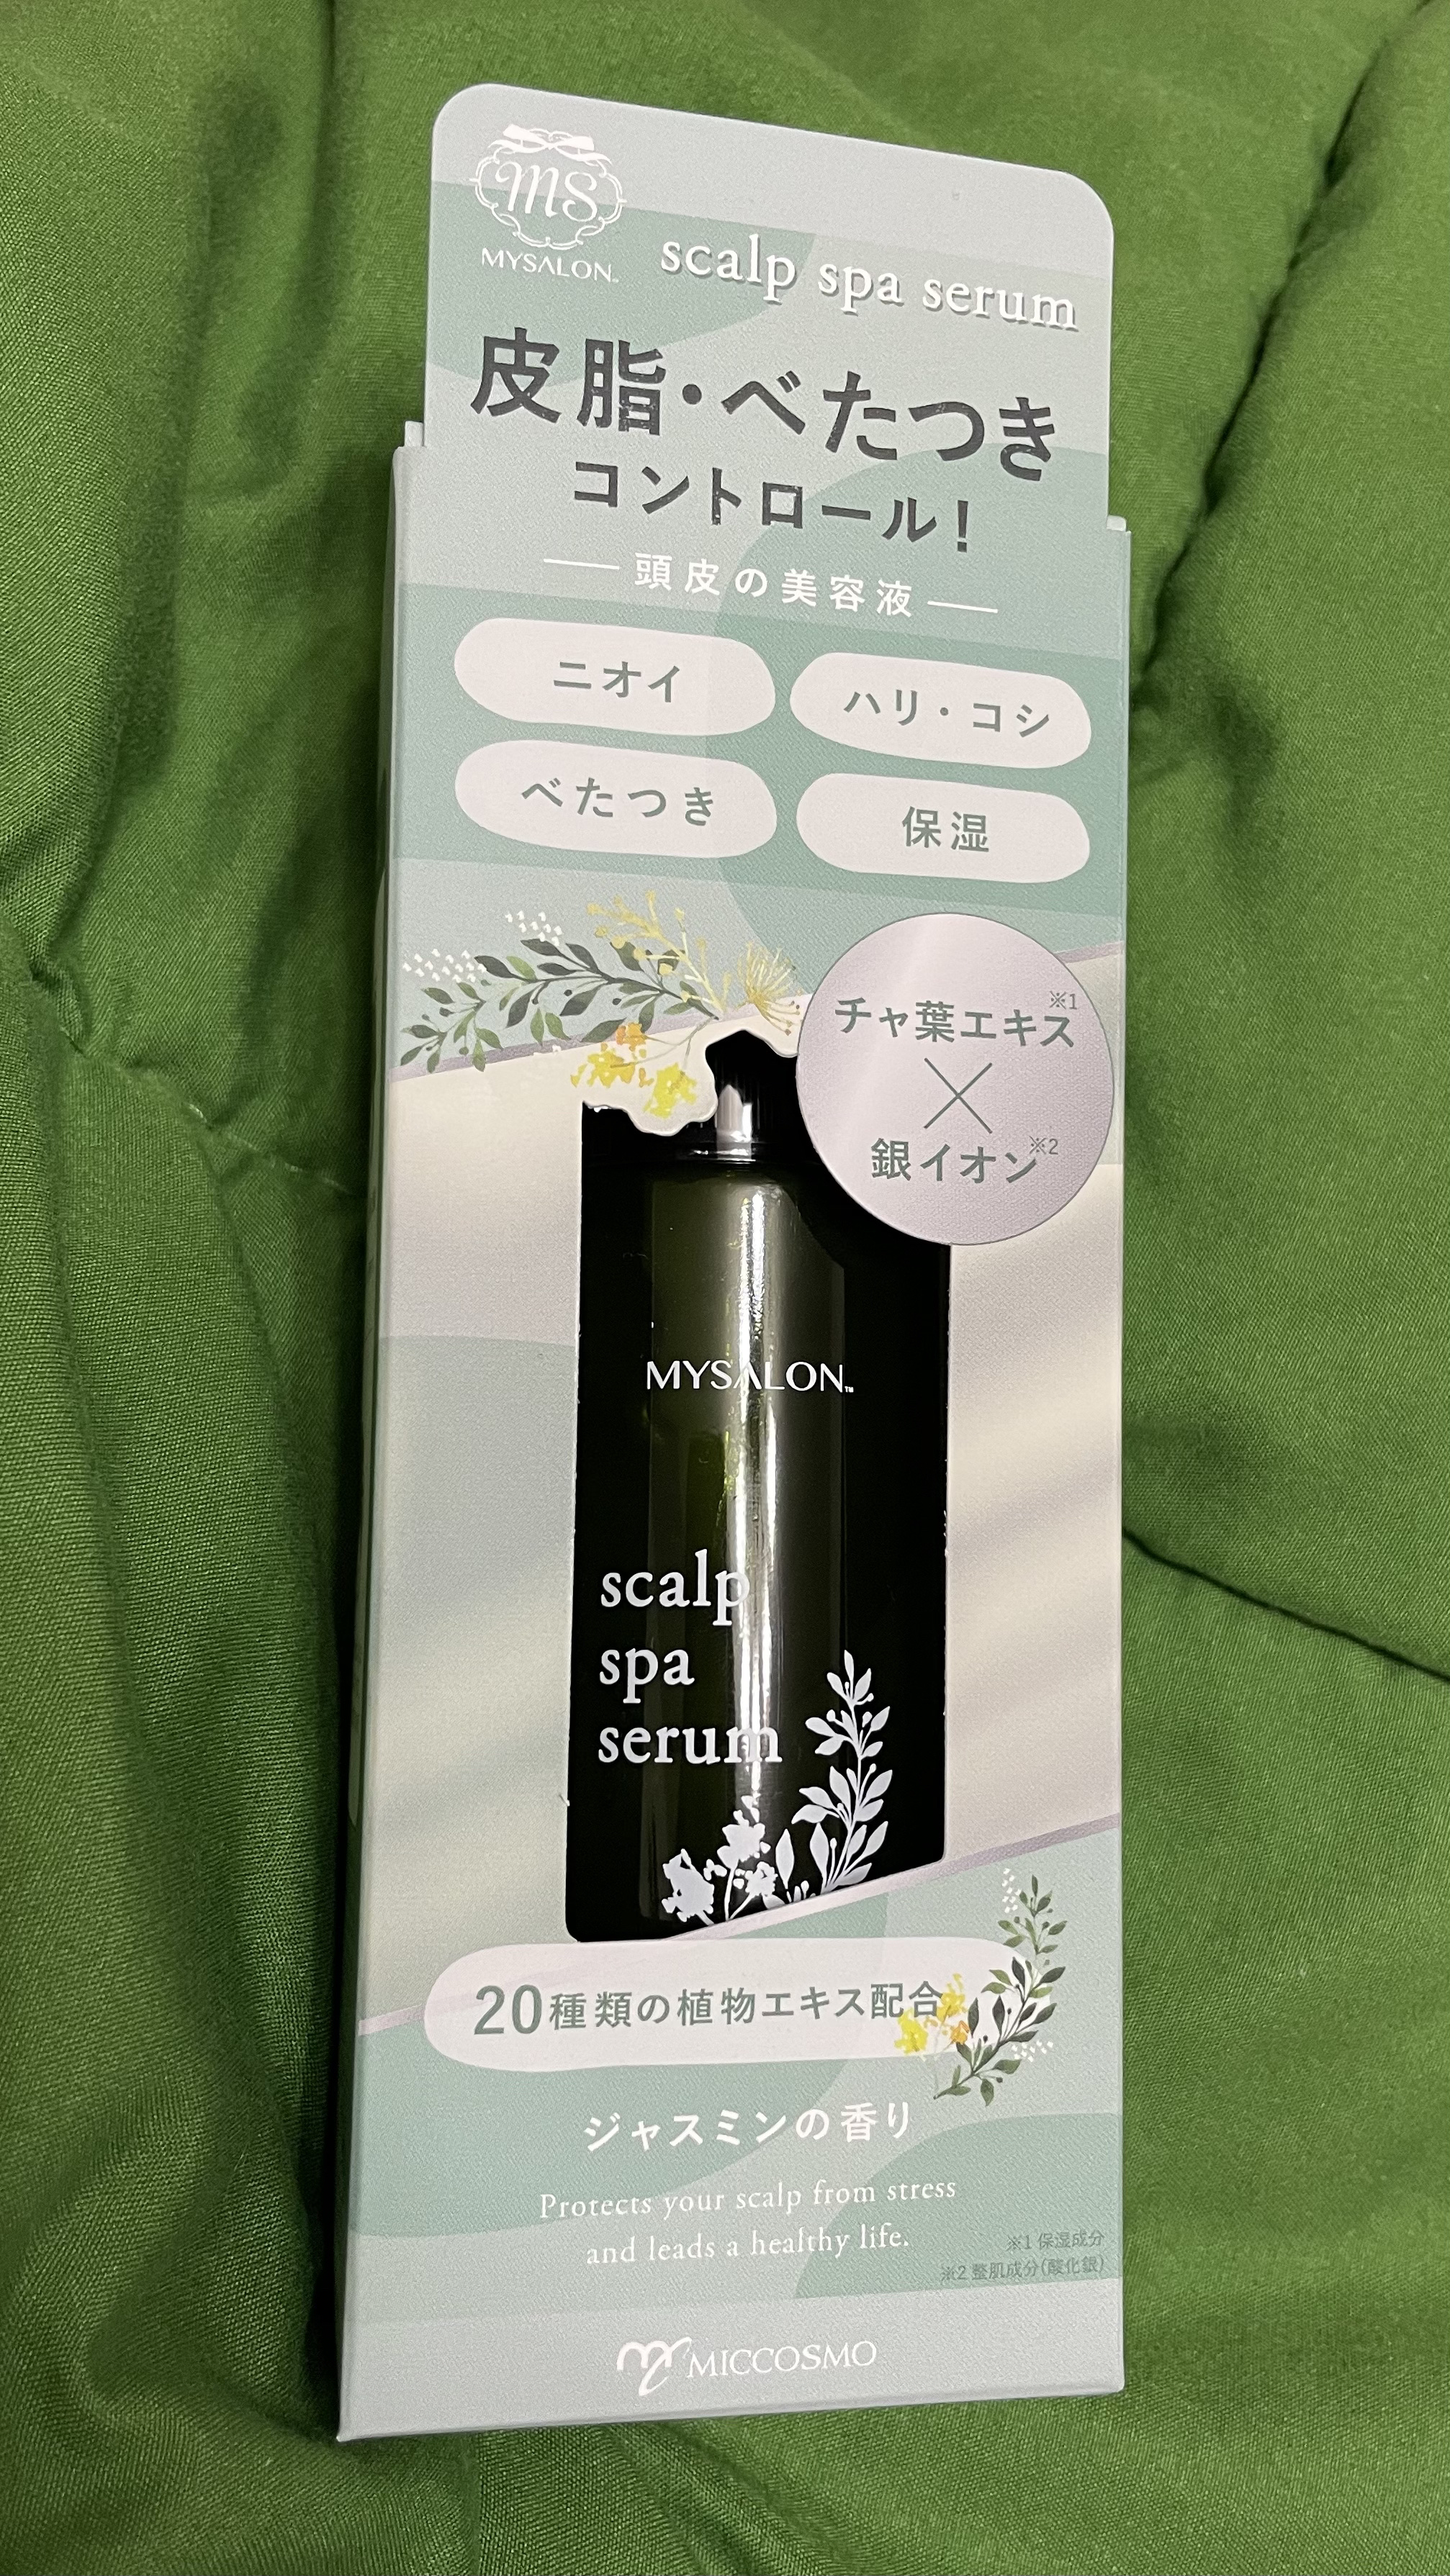 ms
MYSALON™
scalp spa serum
皮脂・べたつき
コントロール！
頭皮の美容液
ニオイ
ハリ・コシ
べたつき
保湿
チャ葉エキス※1
×
銀イオン※2
MYSALON™
scalp
spa
serum
20種類の植物エキス配合
ジャスミンの香り
Protects your scalp from stress
and leads a healthy life.
※1 保湿成分
※2 整肌成分(酸化銀)
MICCOSMO